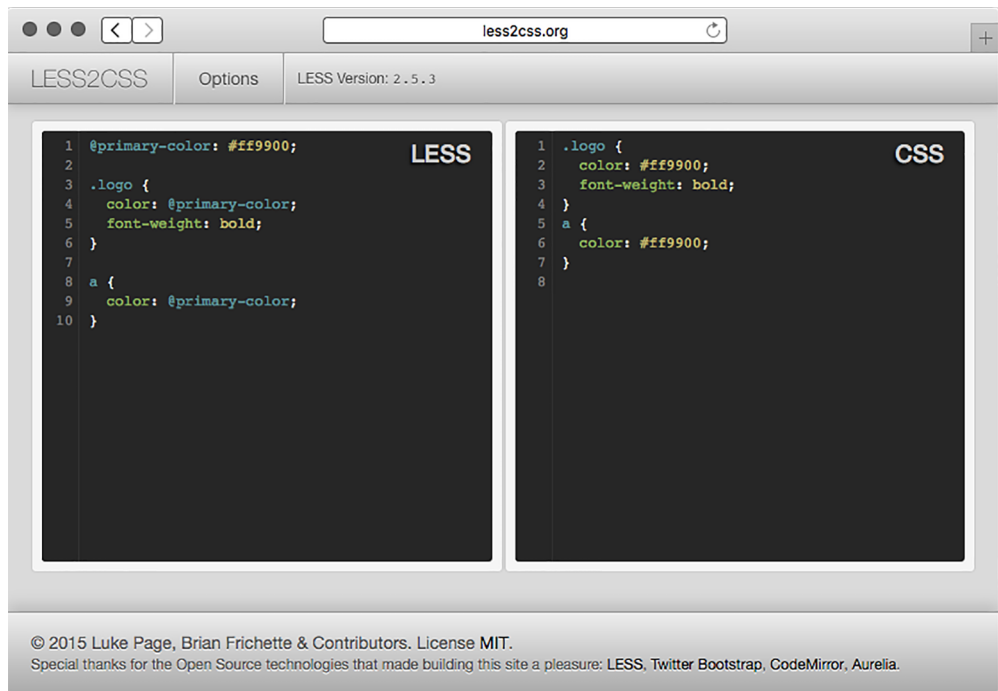 less2css.org
LESS2CSS Options LESS Version: 2.5.3
LESS
1 @primary-color: #ff9900;
2
3 .logo {
4 color: @primary-color;
5 font-weight: bold;
6 }
7
8 a {
9 color: @primary-color;
10 }
CSS
1 .logo {
2 color: #ff9900;
3 font-weight: bold;
4 }
5 a {
6 color: #ff9900;
7 }
8
© 2015 Luke Page, Brian Frichette & Contributors. License MIT.
Special thanks for the Open Source technologies that made building this site a pleasure: LESS, Twitter Bootstrap, CodeMirror, Aurelia.